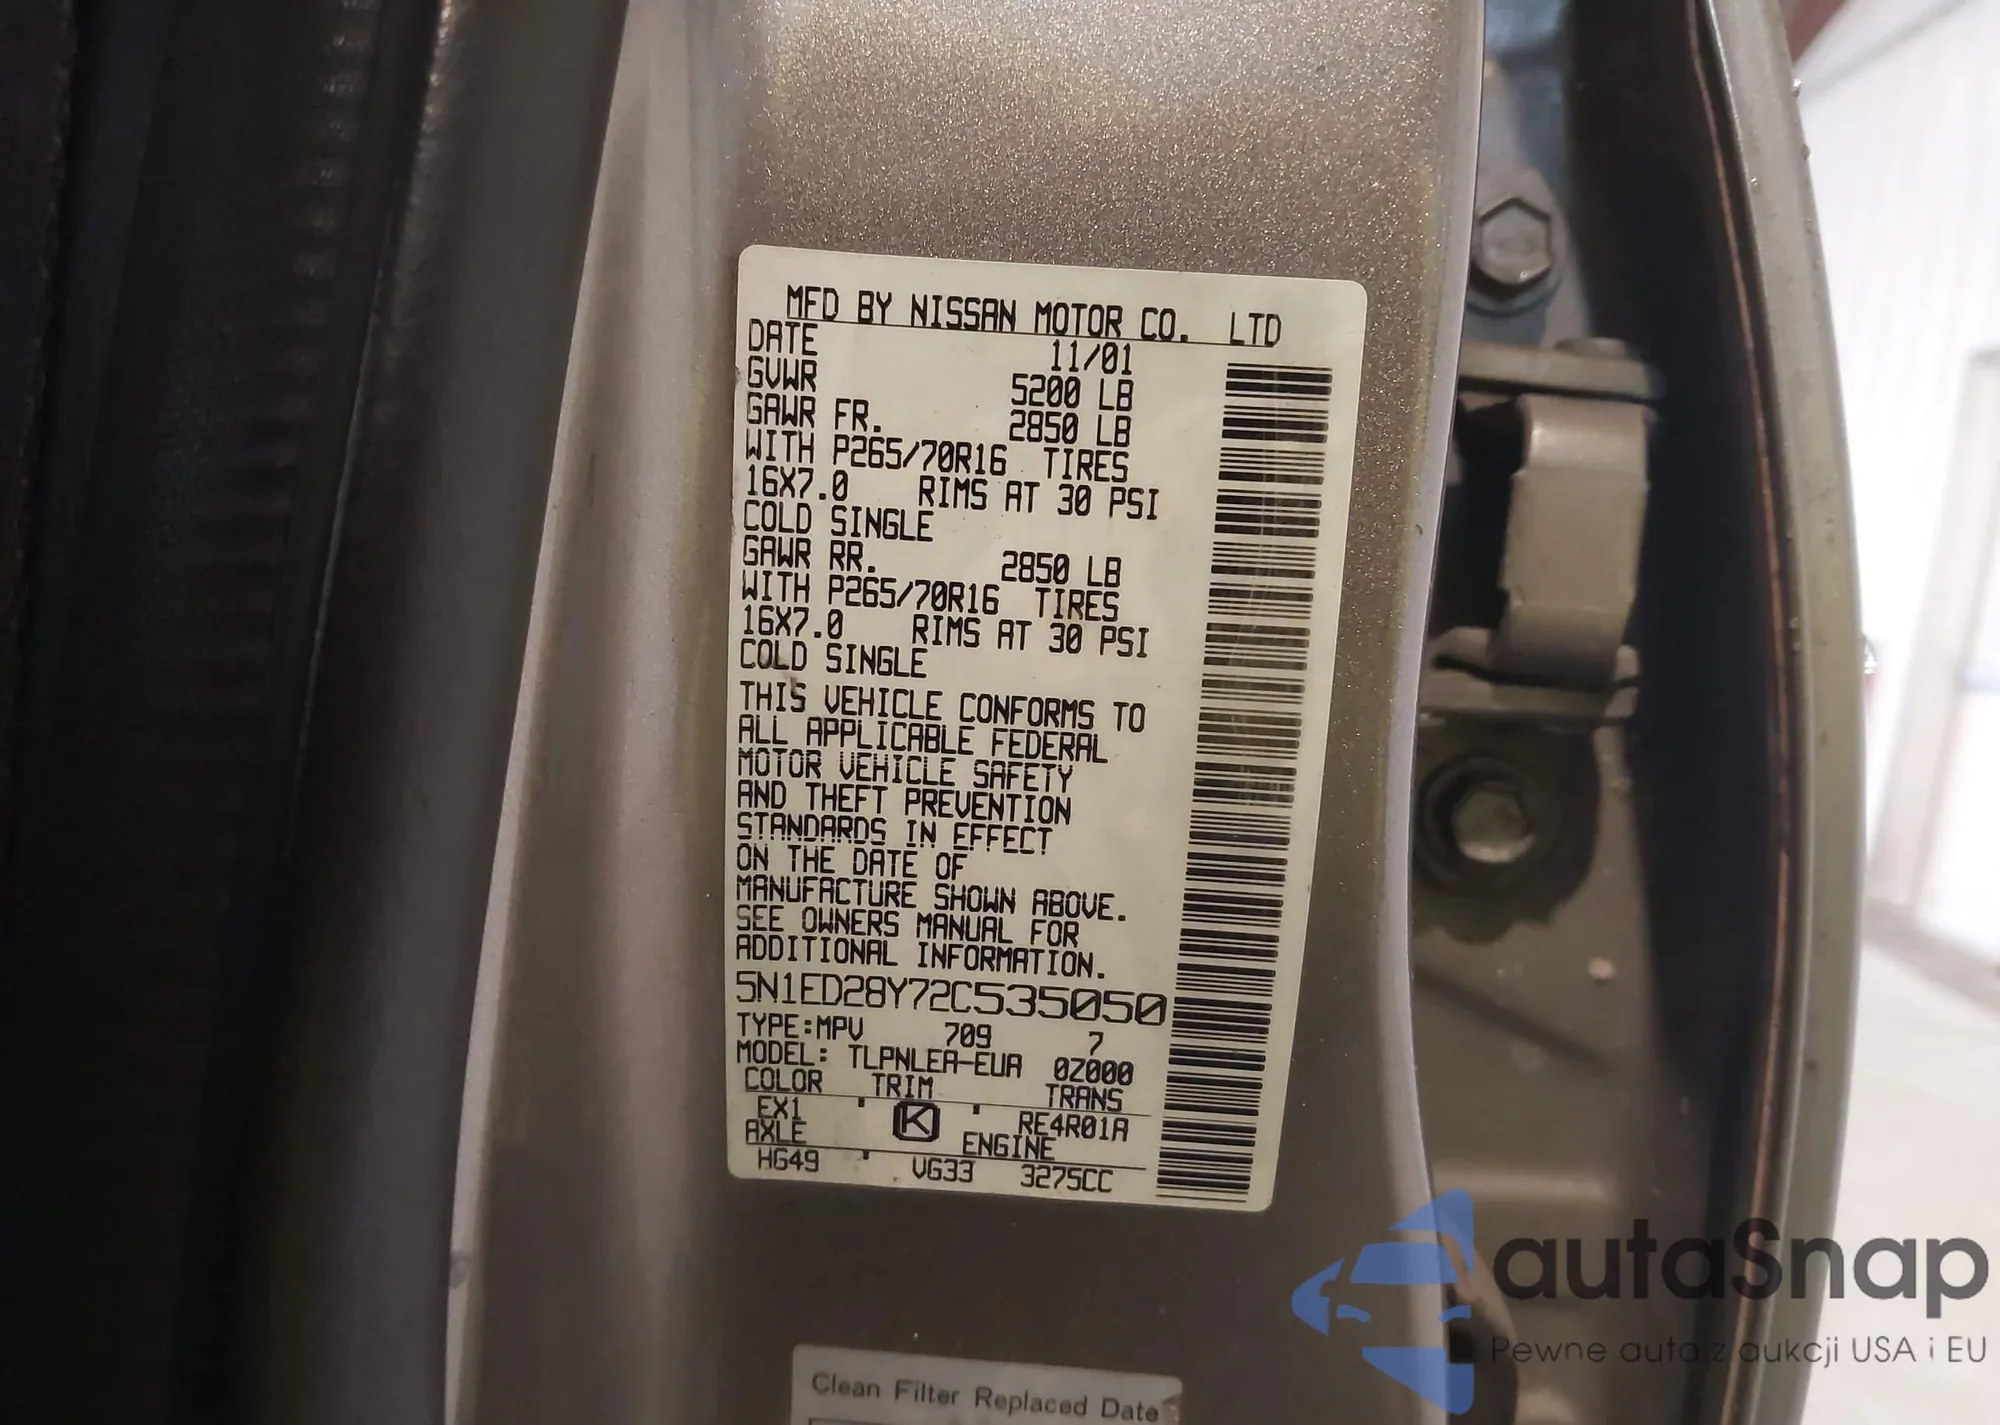 MFD BY NISSAN MOTOR CO. LTD
DATE 11/01
GVWR 5200 LB
GAWR FR. 2850 LB
WITH P265/70R16 TIRES
16X7.0 RIMS AT 30 PSI
COLD SINGLE
GAWR RR. 2850 LB
WITH P265/70R16 TIRES
16X7.0 RIMS AT 30 PSI
COLD SINGLE
THIS VEHICLE CONFORMS TO
ALL APPLICABLE FEDERAL
MOTOR VEHICLE SAFETY
AND THEFT PREVENTION
STANDARDS IN EFFECT
ON THE DATE OF
MANUFACTURE SHOWN ABOVE.
SEE OWNERS MANUAL FOR
ADDITIONAL INFORMATION.
5N1ED28Y72C535050
TYPE:MPV 709 7
MODEL: TLPNLEA-EUA 0Z000
COLOR TRIM TRANS
EX1 K RE4R01A
AXLE ENGINE
HG49 VG33 3275CC
Clean Filter Replaced Date
autaSnap
Pewne auta z aukcji USA i EU